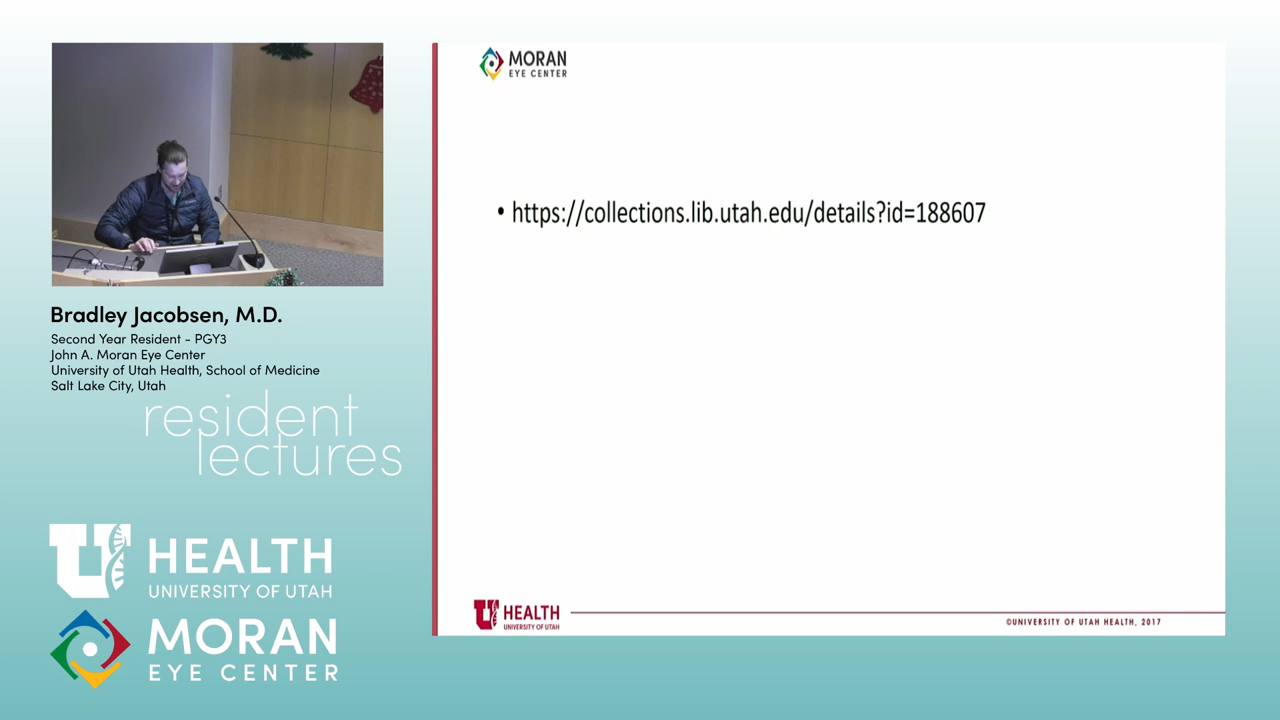 Bradley Jacobsen, M.D.
Second Year Resident - PGY3
John A. Moran Eye Center
University of Utah Health, School of Medicine
Salt Lake City, Utah
resident
lectures
U HEALTH
UNIVERSITY OF UTAH
MORAN
EYE CENTER
MORAN
EYE CENTER
• https://collections.lib.utah.edu/details?id=188607
U HEALTH
UNIVERSITY OF UTAH
©UNIVERSITY OF UTAH HEALTH, 2017